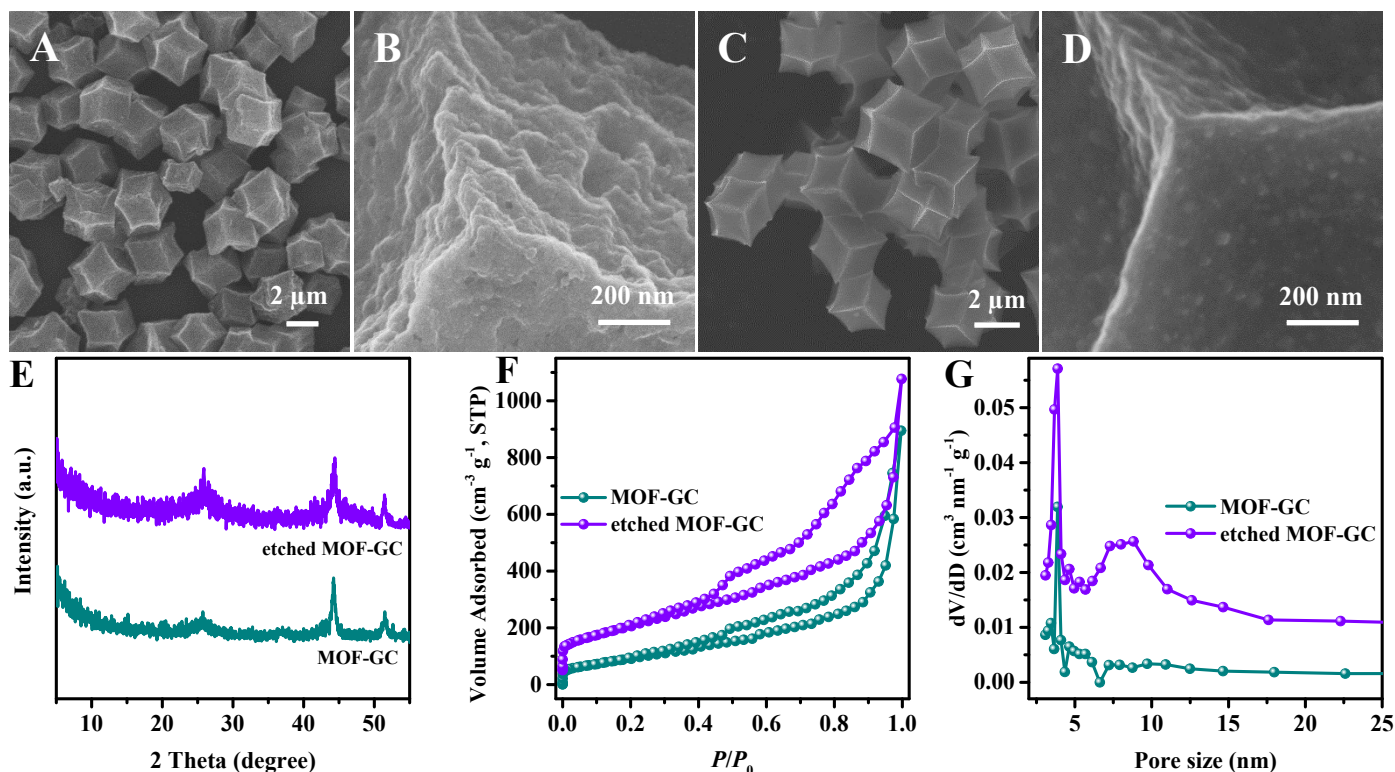 A
2 μm
B
200 nm
C
2 μm
D
200 nm
E
Intensity (a.u.)
etched MOF-GC
MOF-GC
10 20 30 40 50
2 Theta (degree)
F
Volume Adsorbed (cm⁻³ g⁻¹, STP)
1000
800
600
400
200
0
MOF-GC
etched MOF-GC
0.0 0.2 0.4 0.6 0.8 1.0
P/P₀
G
dV/dD (cm³ nm⁻¹ g⁻¹)
0.05
0.04
0.03
0.02
0.01
0.00
MOF-GC
etched MOF-GC
5 10 15 20 25
Pore size (nm)